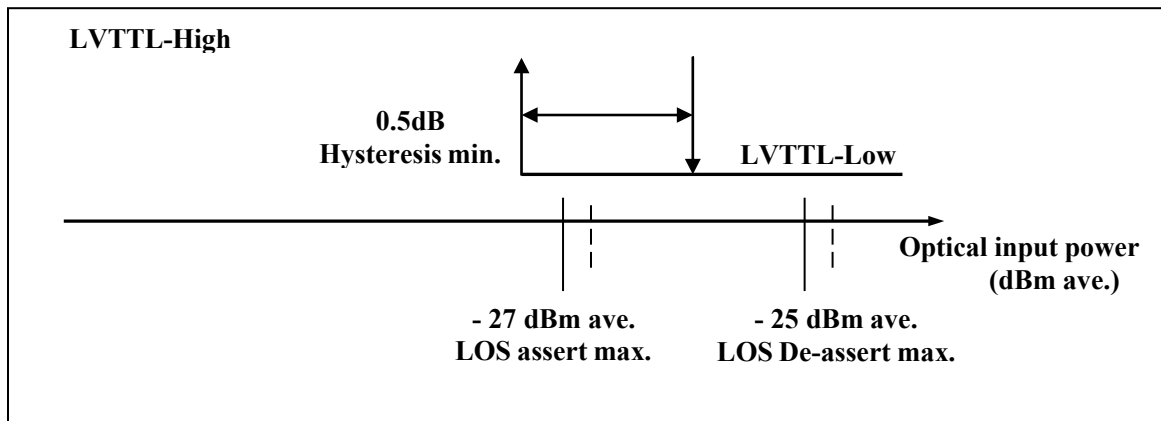 LVTTL-High
0.5dB
Hysteresis min.
LVTTL-Low
Optical input power
(dBm ave.)
- 27 dBm ave.
LOS assert max.
- 25 dBm ave.
LOS De-assert max.